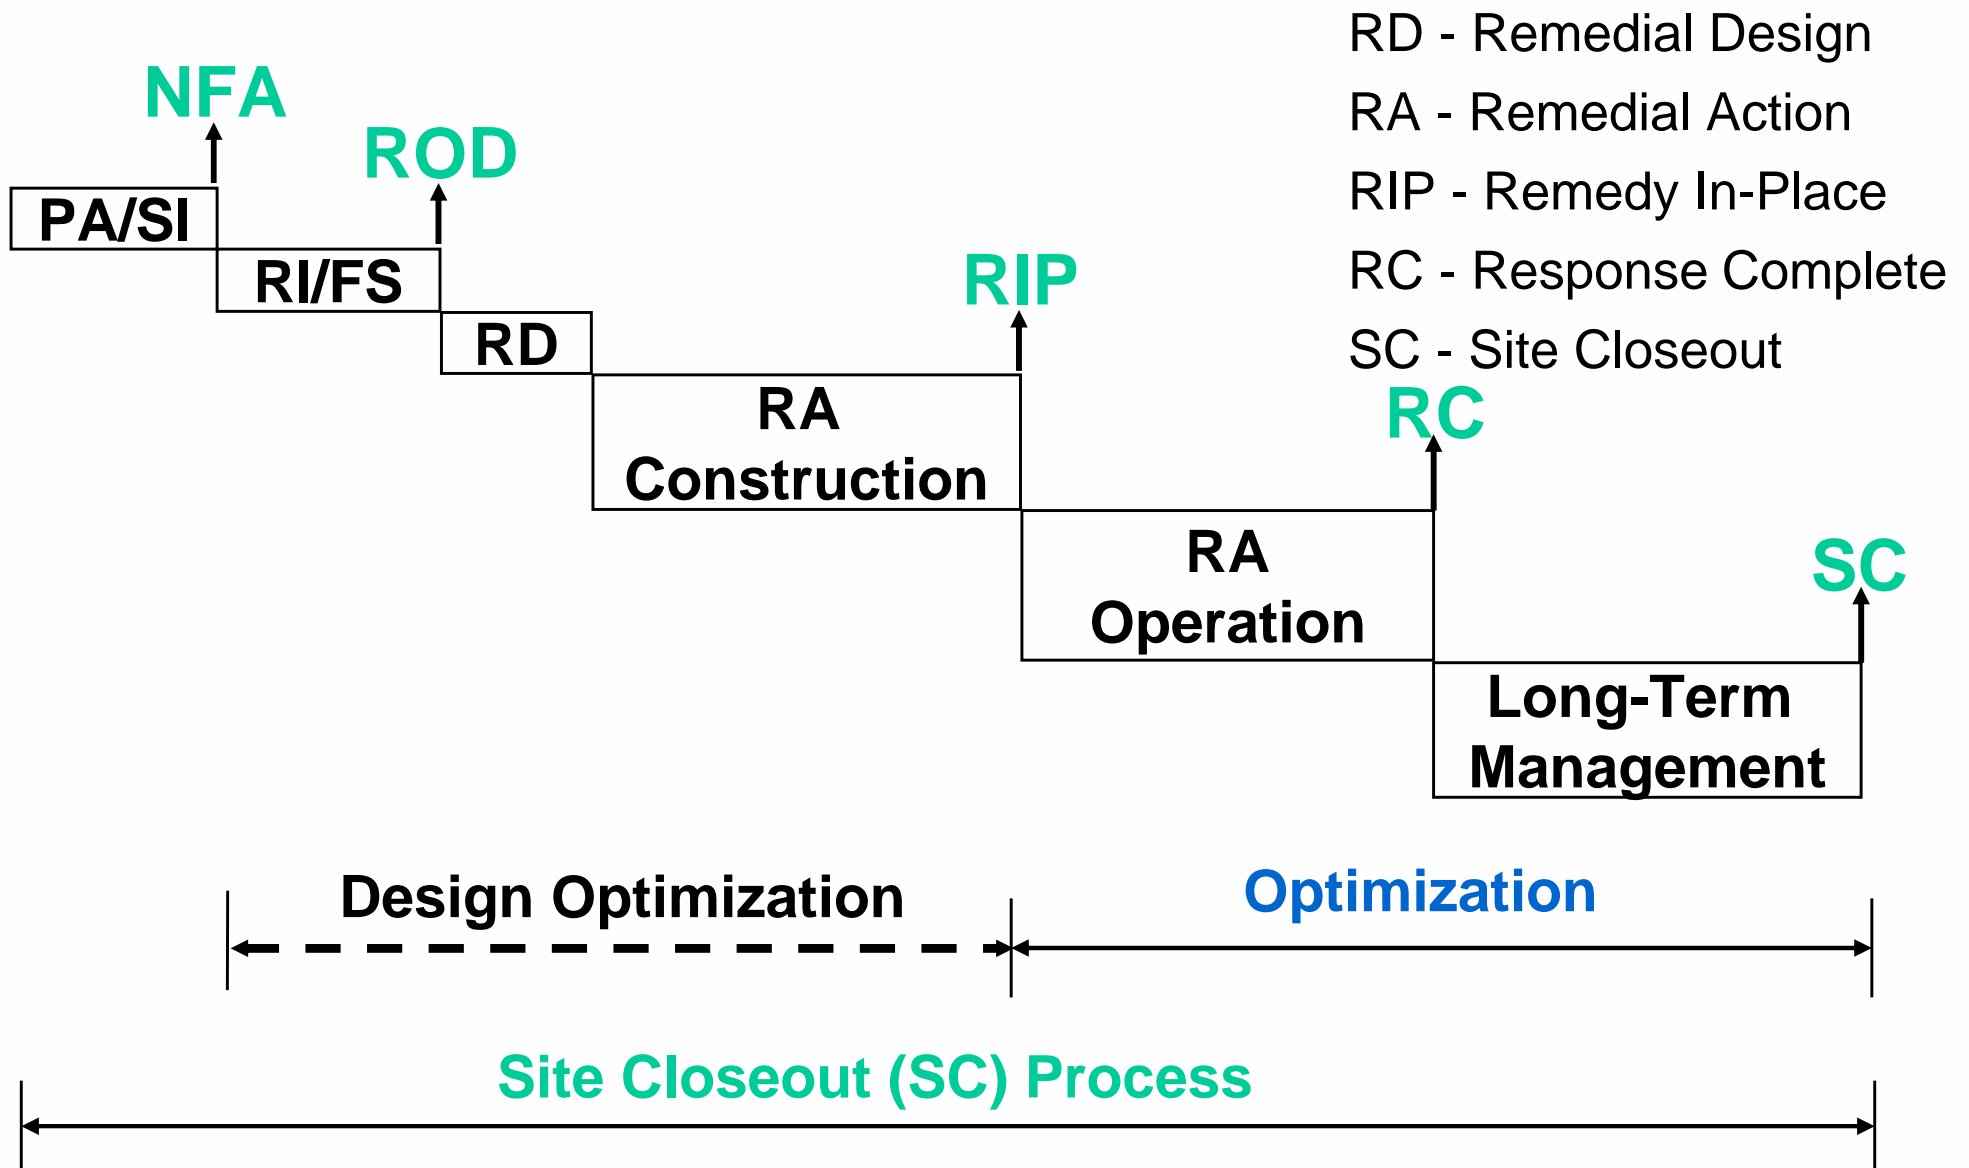 RD - Remedial Design
RA - Remedial Action
RIP - Remedy In-Place
RC - Response Complete
SC - Site Closeout
NFA
ROD
PA/SI
RI/FS
RIP
RD
RA
Construction
RC
RA
Operation
SC
Long-Term
Management
Design Optimization
Optimization
Site Closeout (SC) Process